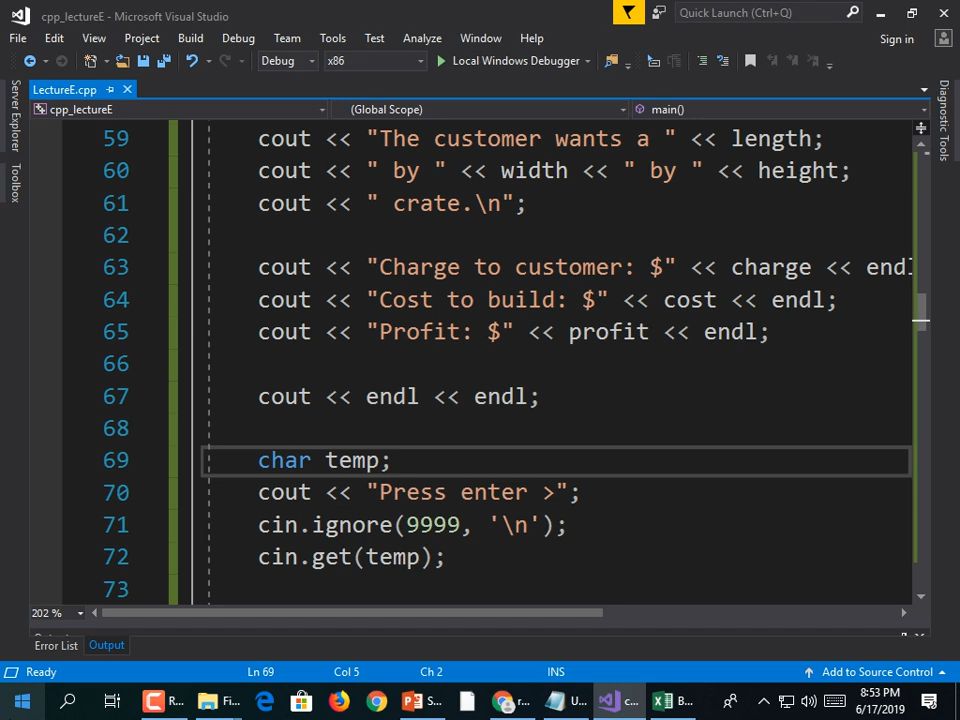 cpp_lectureE - Microsoft Visual Studio
Quick Launch (Ctrl+Q)
File Edit View Project Build Debug Team Tools Test Analyze Window Help
Sign in
Debug x86 Local Windows Debugger
LectureE.cpp
cpp_lectureE (Global Scope) main()
Server Explorer
Toolbox
Diagnostic Tools
59 cout << "The customer wants a " << length;
60 cout << " by " << width << " by " << height;
61 cout << " crate.\n";
62
63 cout << "Charge to customer: $" << charge << endl
64 cout << "Cost to build: $" << cost << endl;
65 cout << "Profit: $" << profit << endl;
66
67 cout << endl << endl;
68
69 char temp;
70 cout << "Press enter >";
71 cin.ignore(9999, '\n');
72 cin.get(temp);
73
202 %
Error List Output
Ready Ln 69 Col 5 Ch 2 INS Add to Source Control
R... Fi... S... r... U... c... B...
8:53 PM
6/17/2019